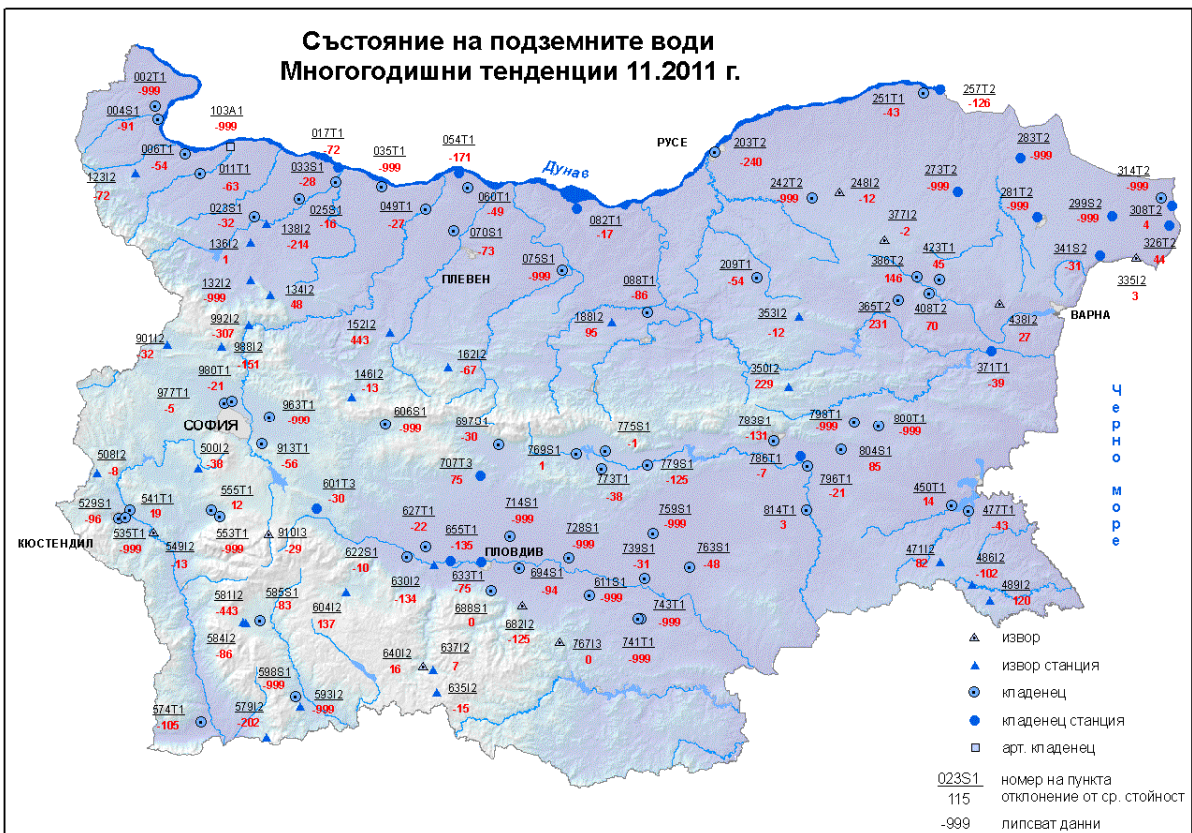 Състояние на подземните води
Многогодишни тенденции 11.2011 г.
002T1
-999
004S1
-91
103A1
-999
017T1
-72
054T1
-171
035T1
-999
251T1
-43
257T2
-126
РУСЕ
203T2
-240
283T2
-999
006T1
-54
011T1
-63
033S1
-28
Дунав
123I2
72
023S1
-32
025S1
-16
049T1
-27
060T1
-49
242T2
-999
248I2
-12
273T2
-999
281T2
-999
314T2
-999
299S2
-999
308T2
4
138I2
-214
136I2
1
070S1
-73
082T1
-17
377I2
-2
423T1
45
341S2
-31
326T2
44
132I2
-999
134I2
48
ПЛЕВЕН
075S1
-999
088T1
-86
209T1
-54
386T2
146
335I2
3
365T2
231
408T2
70
438I2
27
ВАРНА
992I2
-307
901I2
32
988I2
-151
152I2
443
188I2
95
353I2
-12
980T1
-21
977T1
-5
146I2
-13
162I2
-67
350I2
229
371T1
-39
СОФИЯ
963T1
-999
606S1
-999
697S1
-30
775S1
-1
783S1
-131
798T1
-999
800T1
-999
Черно море
500I2
-38
913T1
-56
508I2
-8
707T3
75
769S1
1
773T1
-38
779S1
-125
786T1
-7
804S1
85
796T1
-21
529S1
-96
541T1
19
555T1
12
601T3
-30
627T1
-22
714S1
-999
759S1
-999
814T1
3
450T1
14
477T1
-43
КЮСТЕНДИЛ
535T1
-999
549I2
13
553T1
-999
910I3
-29
655T1
-135
ПЛОВДИВ
728S1
-999
739S1
-31
763S1
-48
471I2
82
486I2
-102
489I2
120
622S1
-10
630I2
-134
633T1
-75
694S1
-94
611S1
-999
581I2
-443
585S1
83
604I2
137
688S1
0
682I2
-125
743T1
-999
584I2
-86
640I2
16
637I2
7
767I3
0
741T1
-999
635I2
-15
598S1
-999
593I2
-999
574T1
-105
579I2
-202
извор
извор станция
кладенец
кладенец станция
арт. кладенец
023S1 номер на пункта
115 отклонение от ср. стойност
-999 липсват данни